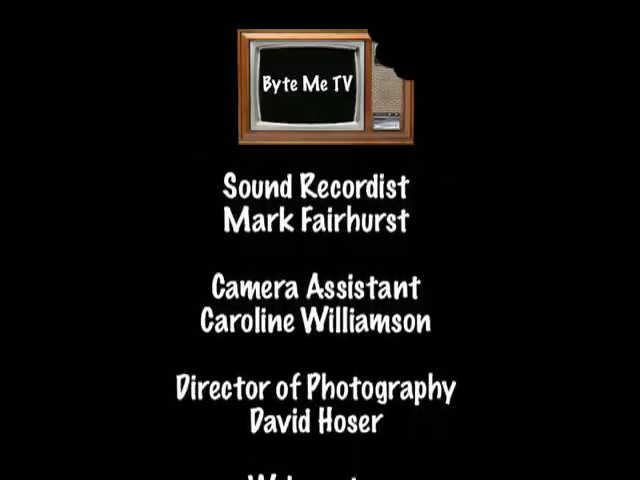 Byte Me TV
Sound Recordist
Mark Fairhurst
Camera Assistant
Caroline Williamson
Director of Photography
David Hoser